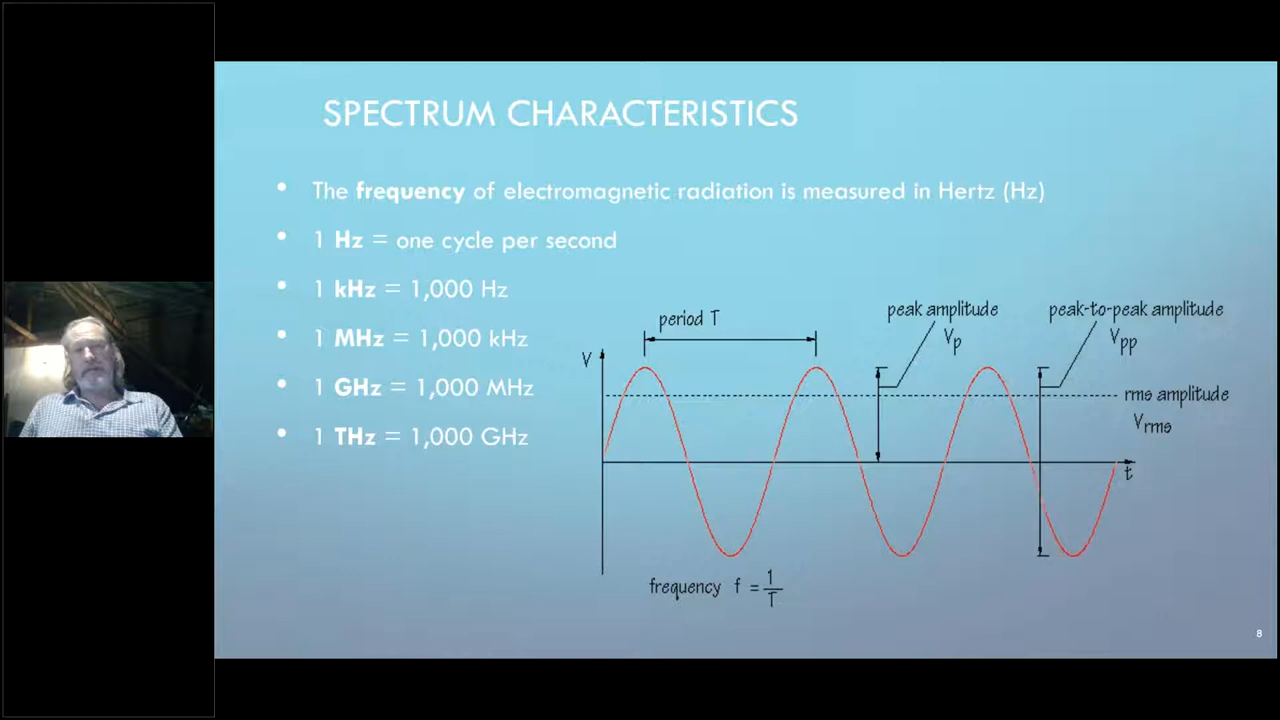 SPECTRUM CHARACTERISTICS
• The frequency of electromagnetic radiation is measured in Hertz (Hz)
• 1 Hz = one cycle per second
• 1 kHz = 1,000 Hz
• 1 MHz = 1,000 kHz
• 1 GHz = 1,000 MHz
• 1 THz = 1,000 GHz
period T
peak amplitude
Vp
peak-to-peak amplitude
Vpp
V
rms amplitude
Vrms
t
frequency f = 1/T
8